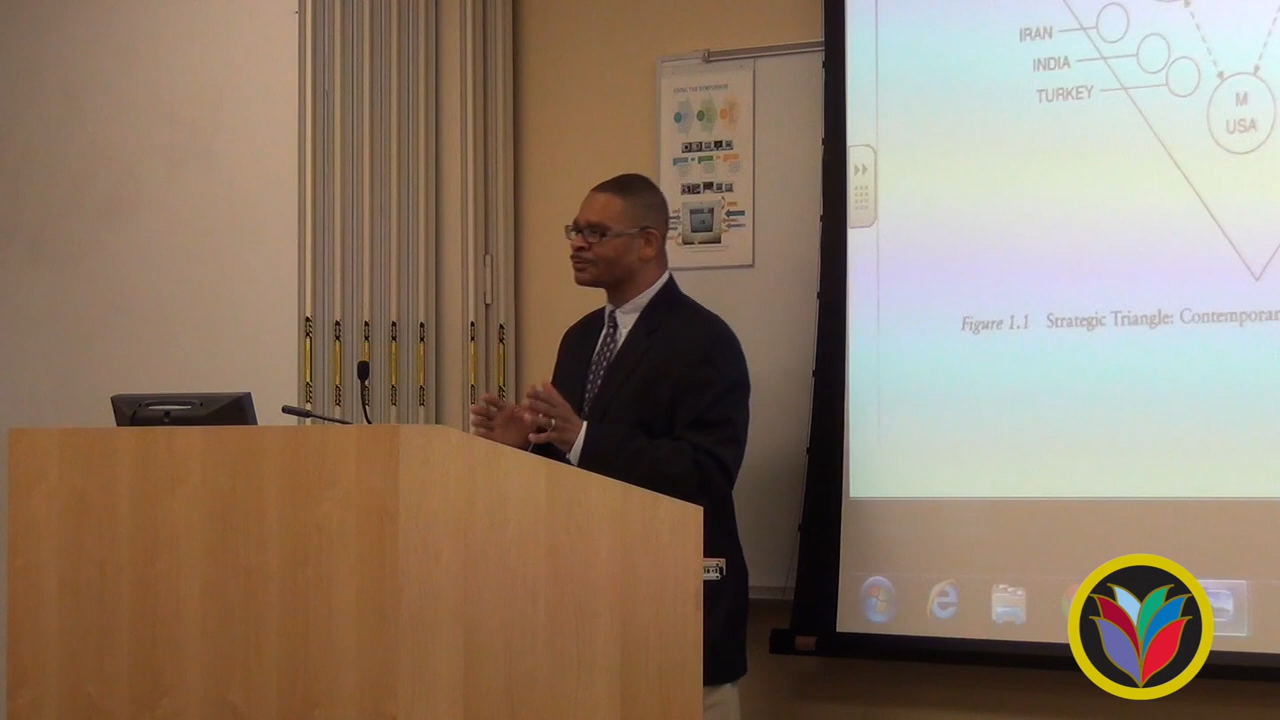 IRAN
INDIA
TURKEY
M
USA
Figure 1.1 Strategic Triangle: Contemporar